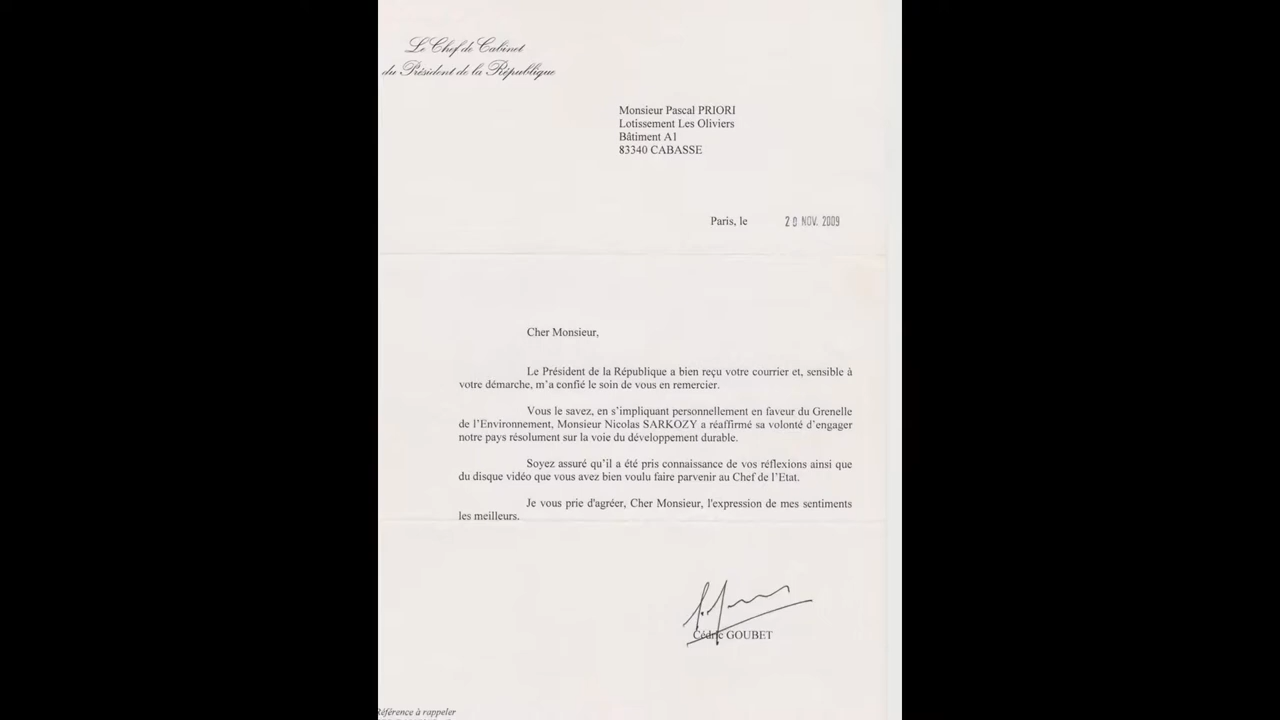 Le Chef de Cabinet
du Président de la République
Monsieur Pascal PRIORI
Lotissement Les Oliviers
Bâtiment A1
83340 CABASSE
Paris, le 20 NOV. 2009
Cher Monsieur,
Le Président de la République a bien reçu votre courrier et, sensible à
votre démarche, m'a confié le soin de vous en remercier.
Vous le savez, en s'impliquant personnellement en faveur du Grenelle
de l'Environnement, Monsieur Nicolas SARKOZY a réaffirmé sa volonté d'engager
notre pays résolument sur la voie du développement durable.
Soyez assuré qu'il a été pris connaissance de vos réflexions ainsi que
du disque vidéo que vous avez bien voulu faire parvenir au Chef de l'Etat.
Je vous prie d'agréer, Cher Monsieur, l'expression de mes sentiments
les meilleurs.
Cédric GOUBET
Référence à rappeler